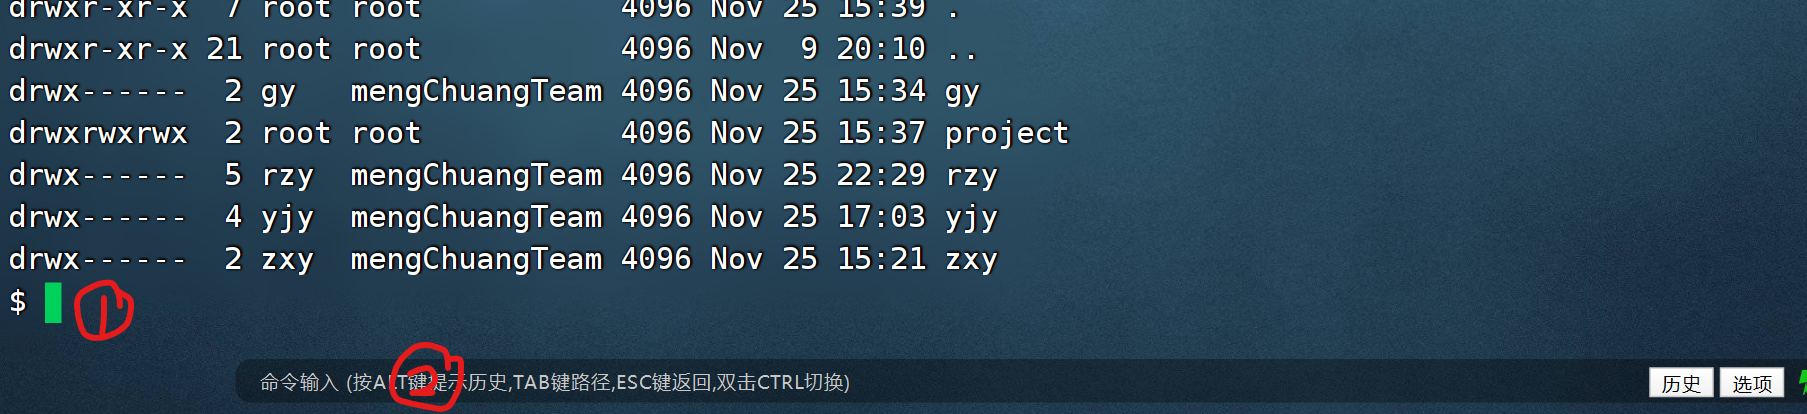 drwxr-xr-x  7 root root           4096 Nov 25 15:39 .
drwxr-xr-x 21 root root           4096 Nov  9 20:10 ..
drwx------  2 gy   mengChuangTeam 4096 Nov 25 15:34 gy
drwxrwxrwx  2 root root           4096 Nov 25 15:37 project
drwx------  5 rzy  mengChuangTeam 4096 Nov 25 22:29 rzy
drwx------  4 yjy  mengChuangTeam 4096 Nov 25 17:03 yjy
drwx------  2 zxy  mengChuangTeam 4096 Nov 25 15:21 zxy
$
1
2
命令输入 (按ALT键提示历史,TAB键路径,ESC键返回,双击CTRL切换)
历史 选项